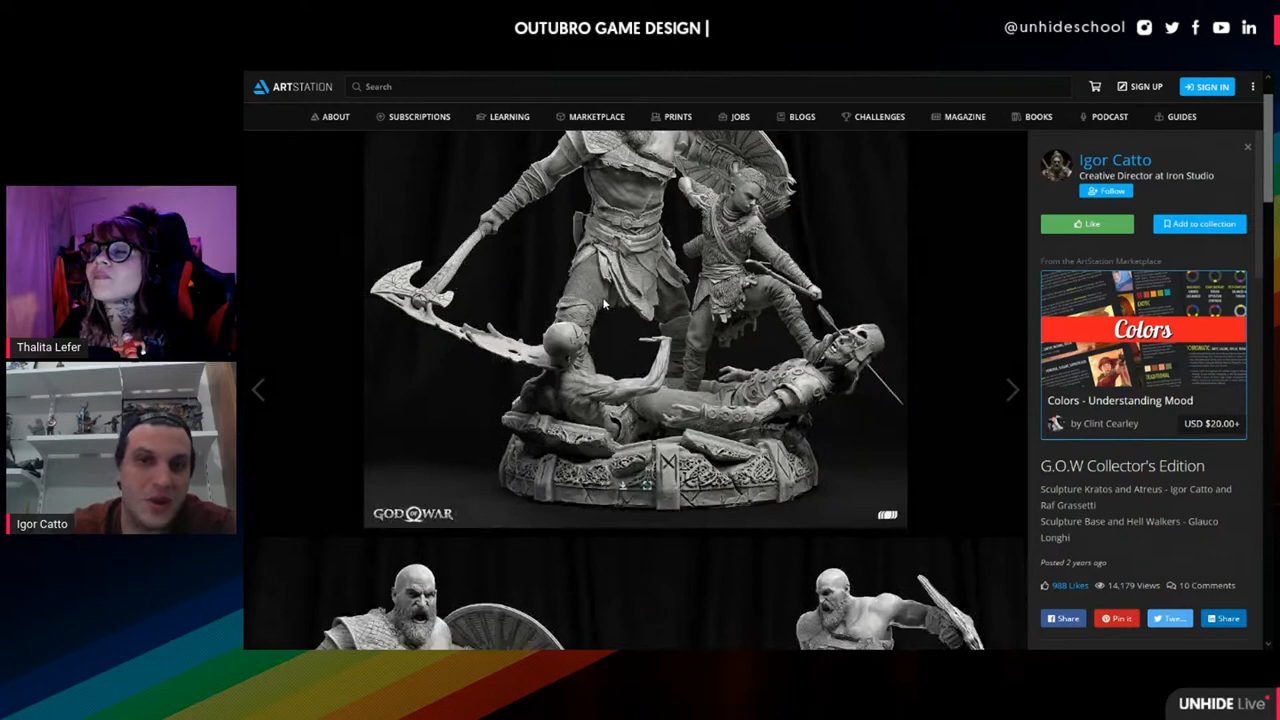 OUTUBRO GAME DESIGN |
@unhideschool
ARTSTATION
Search
SIGN UP
SIGN IN
ABOUT
SUBSCRIPTIONS
LEARNING
MARKETPLACE
PRINTS
JOBS
BLOGS
CHALLENGES
MAGAZINE
BOOKS
PODCAST
GUIDES
Igor Catto
Creative Director at Iron Studio
Follow
Like
Add to collection
From the ArtStation Marketplace
Colors
Colors - Understanding Mood
by Clint Cearley
USD $20.00+
G.O.W Collector's Edition
Sculpture Kratos and Atreus - Igor Catto and
Raf Grassetti
Sculpture Base and Hell Walkers - Glauco
Longhi
Posted 2 years ago
988 Likes
14,179 Views
10 Comments
Share
Pin it
Twe...
Share
GOD OF WAR
Thalita Lefer
Igor Catto
UNHIDE Live